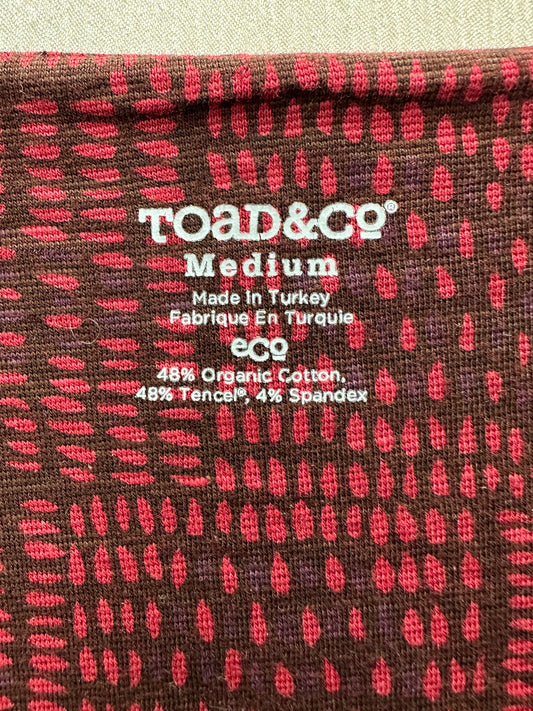 TOAD&CO®
Medium
Made In Turkey
Fabrique En Turquie
eco
48% Organic Cotton,
48% Tencel®, 4% Spandex